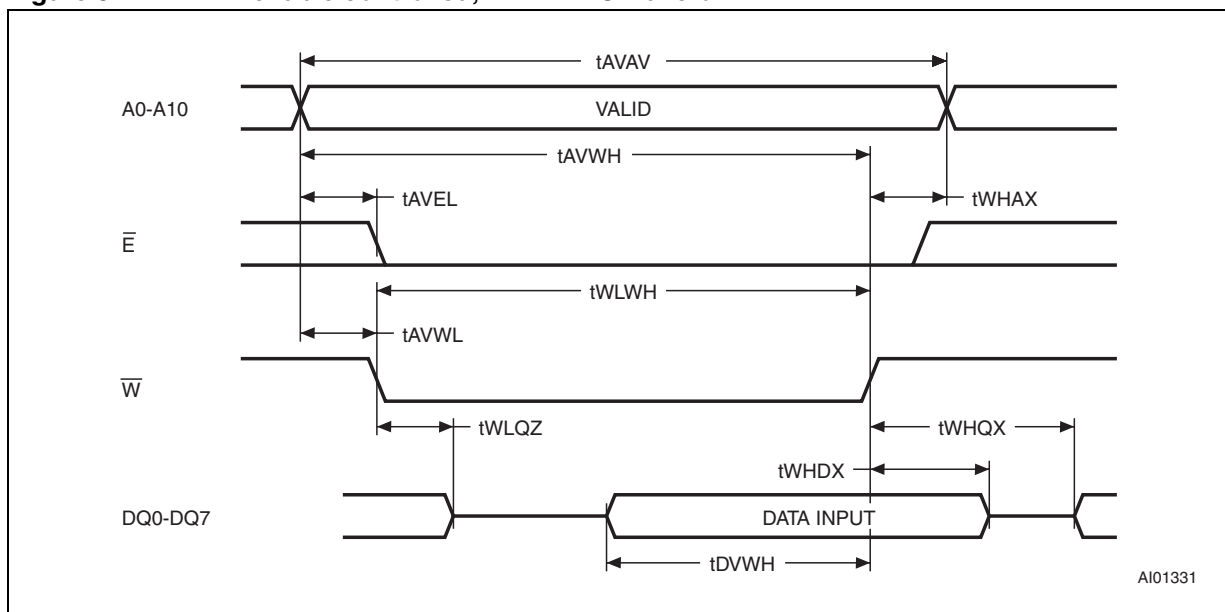 tAVAV
A0-A10
VALID
tAVWH
tAVEL
tWHAX
E̅
tWLWH
tAVWL
W̅
tWLQZ
tWHQX
tWHDX
DQ0-DQ7
DATA INPUT
tDVWH
AI01331